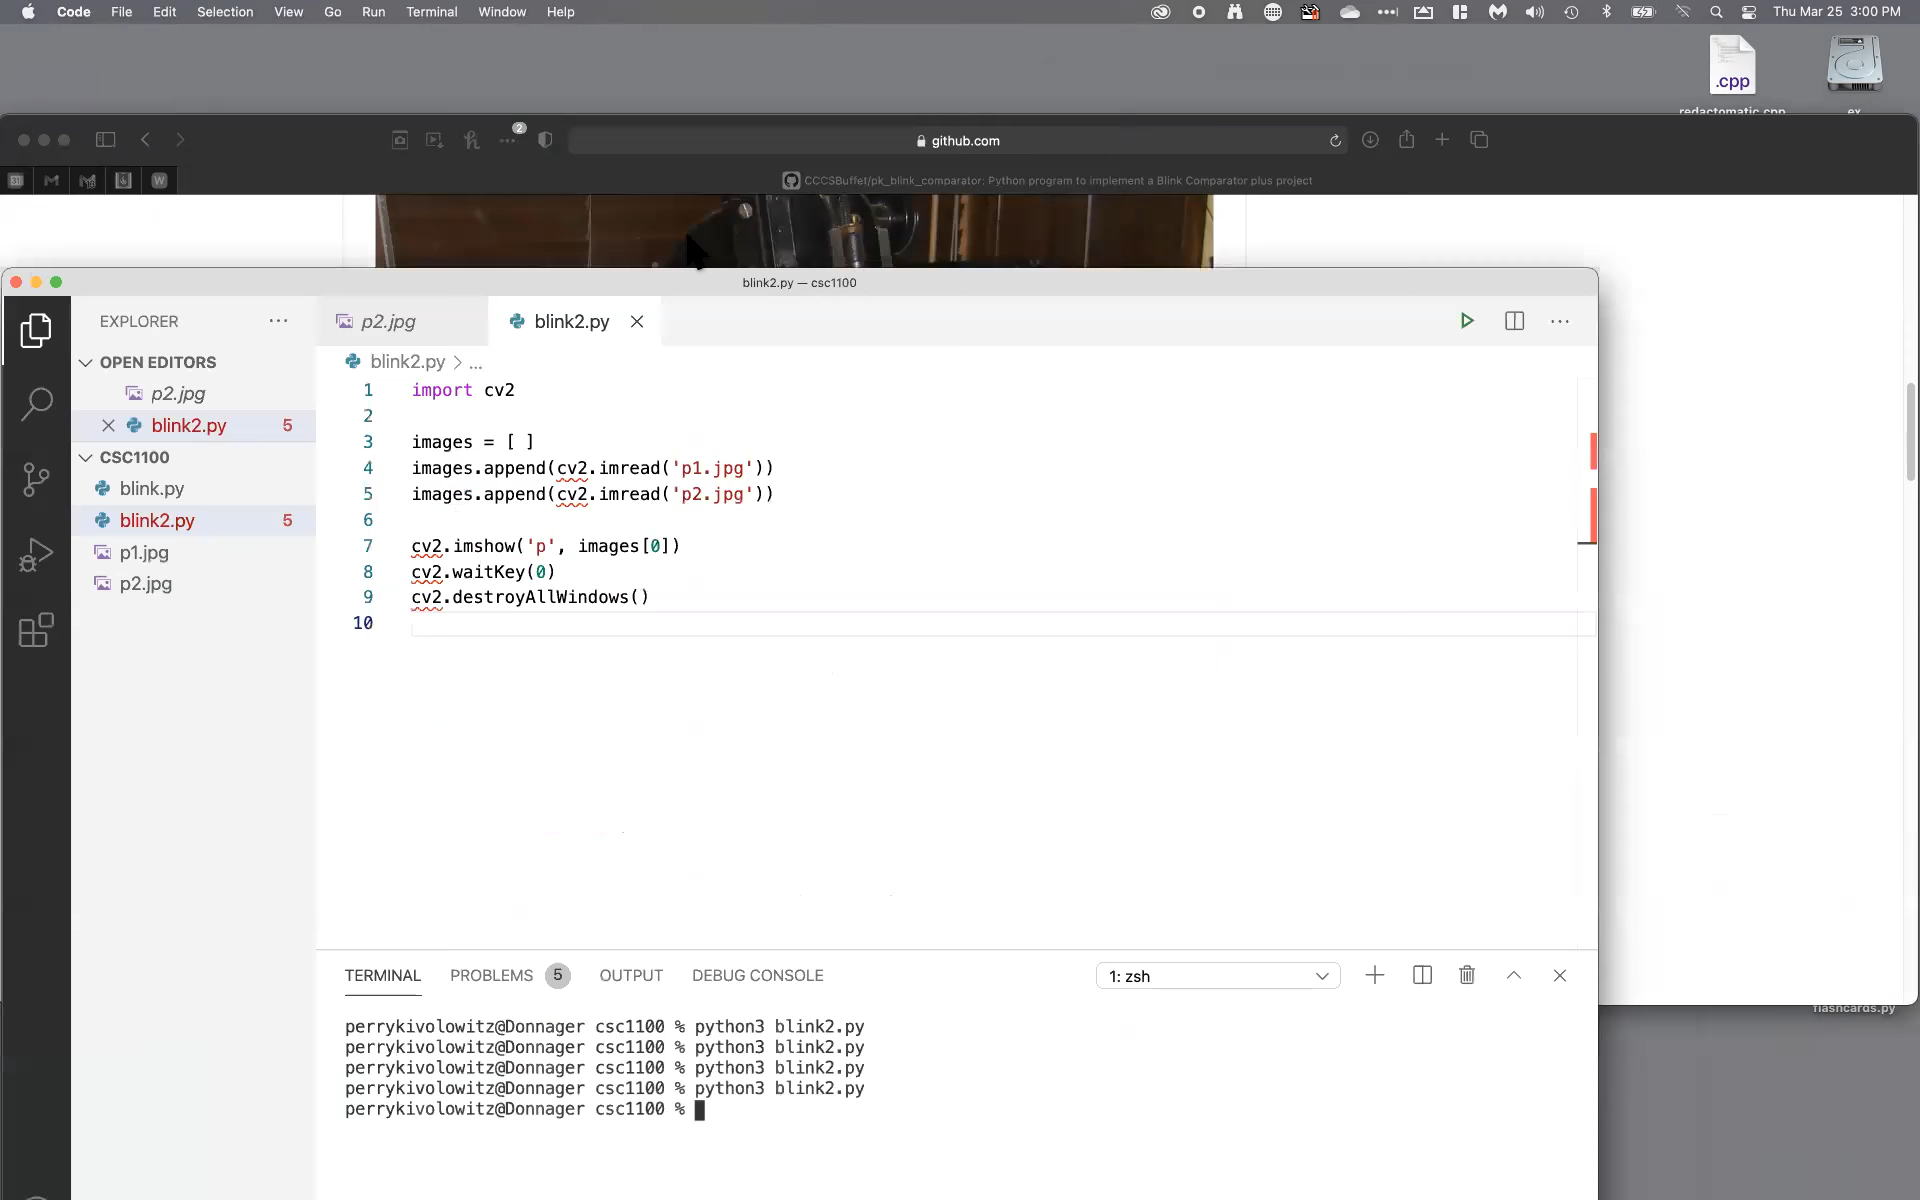 Code File Edit Selection View Go Run Terminal Window Help Thu Mar 25 3:00 PM
.cpp
redactomatic.cpp ex
2
github.com
31 W CCCSBuffet/pk_blink_comparator: Python program to implement a Blink Comparator plus project
blink2.py — csc1100
EXPLORER
p2.jpg
blink2.py
OPEN EDITORS
p2.jpg
blink2.py 5
CSC1100
blink.py
blink2.py 5
p1.jpg
p2.jpg
blink2.py > ...
1 import cv2
2
3 images = [ ]
4 images.append(cv2.imread('p1.jpg'))
5 images.append(cv2.imread('p2.jpg'))
6
7 cv2.imshow('p', images[0])
8 cv2.waitKey(0)
9 cv2.destroyAllWindows()
10
TERMINAL PROBLEMS 5 OUTPUT DEBUG CONSOLE 1: zsh
perrykivolowitz@Donnager csc1100 % python3 blink2.py
perrykivolowitz@Donnager csc1100 % python3 blink2.py
perrykivolowitz@Donnager csc1100 % python3 blink2.py
perrykivolowitz@Donnager csc1100 % python3 blink2.py
perrykivolowitz@Donnager csc1100 %
flashcards.py